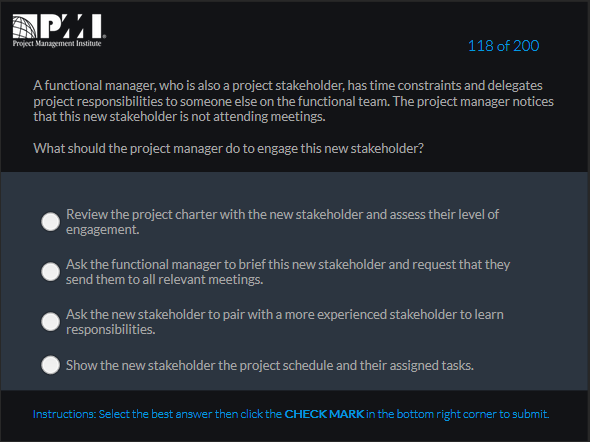 PMI
Project Management Institute
118 of 200
A functional manager, who is also a project stakeholder, has time constraints and delegates
project responsibilities to someone else on the functional team. The project manager notices
that this new stakeholder is not attending meetings.
What should the project manager do to engage this new stakeholder?
Review the project charter with the new stakeholder and assess their level of
engagement.
Ask the functional manager to brief this new stakeholder and request that they
send them to all relevant meetings.
Ask the new stakeholder to pair with a more experienced stakeholder to learn
responsibilities.
Show the new stakeholder the project schedule and their assigned tasks.
Instructions: Select the best answer then click the CHECK MARK in the bottom right corner to submit.